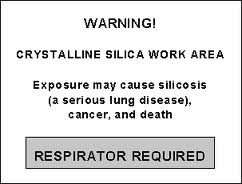 WARNING!
CRYSTALLINE SILICA WORK AREA
Exposure may cause silicosis
(a serious lung disease),
cancer, and death
RESPIRATOR REQUIRED